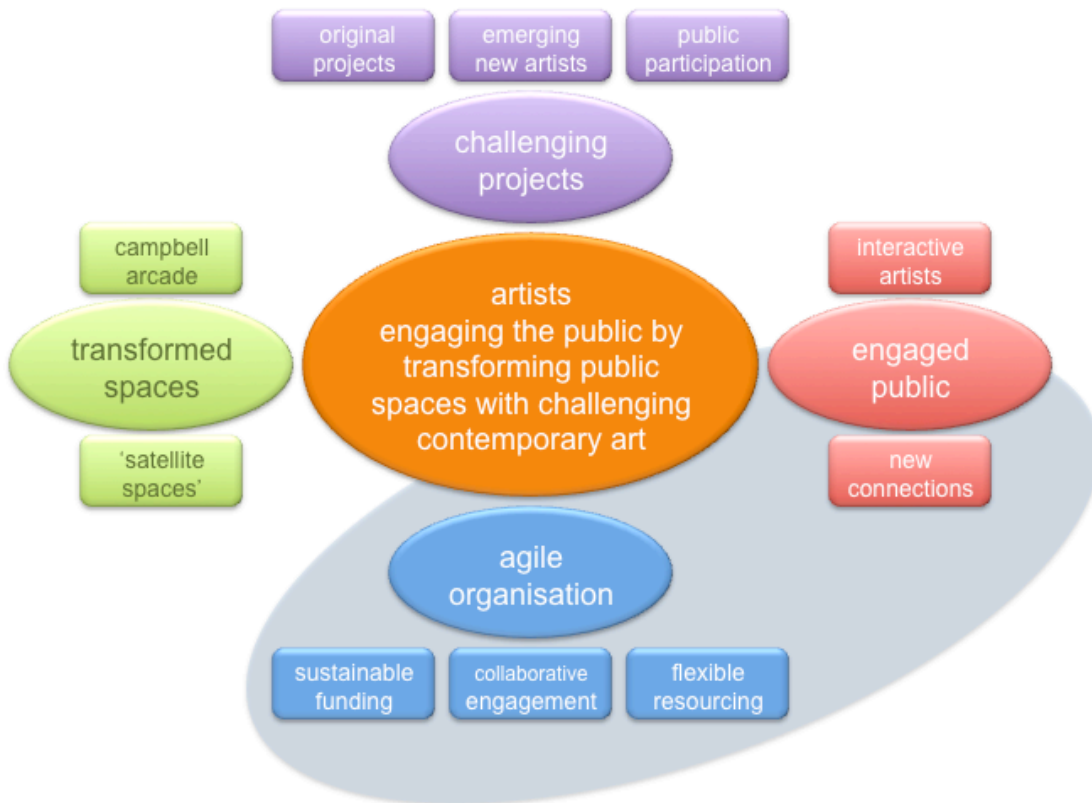 original
projects
emerging
new artists
public
participation
challenging
projects
campbell
arcade
transformed
spaces
'satellite
spaces'
artists
engaging the public by
transforming public
spaces with challenging
contemporary art
interactive
artists
engaged
public
new
connections
agile
organisation
sustainable
funding
collaborative
engagement
flexible
resourcing